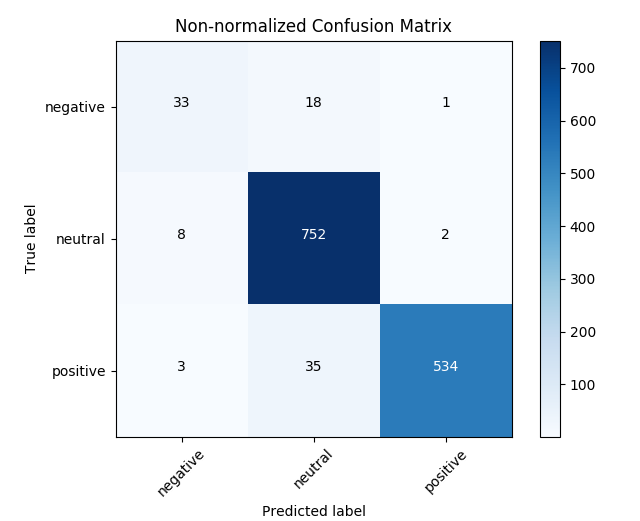 Non-normalized Confusion Matrix
negative 33 18 1
neutral 8 752 2
positive 3 35 534
negative neutral positive
True label
Predicted label
700
600
500
400
300
200
100